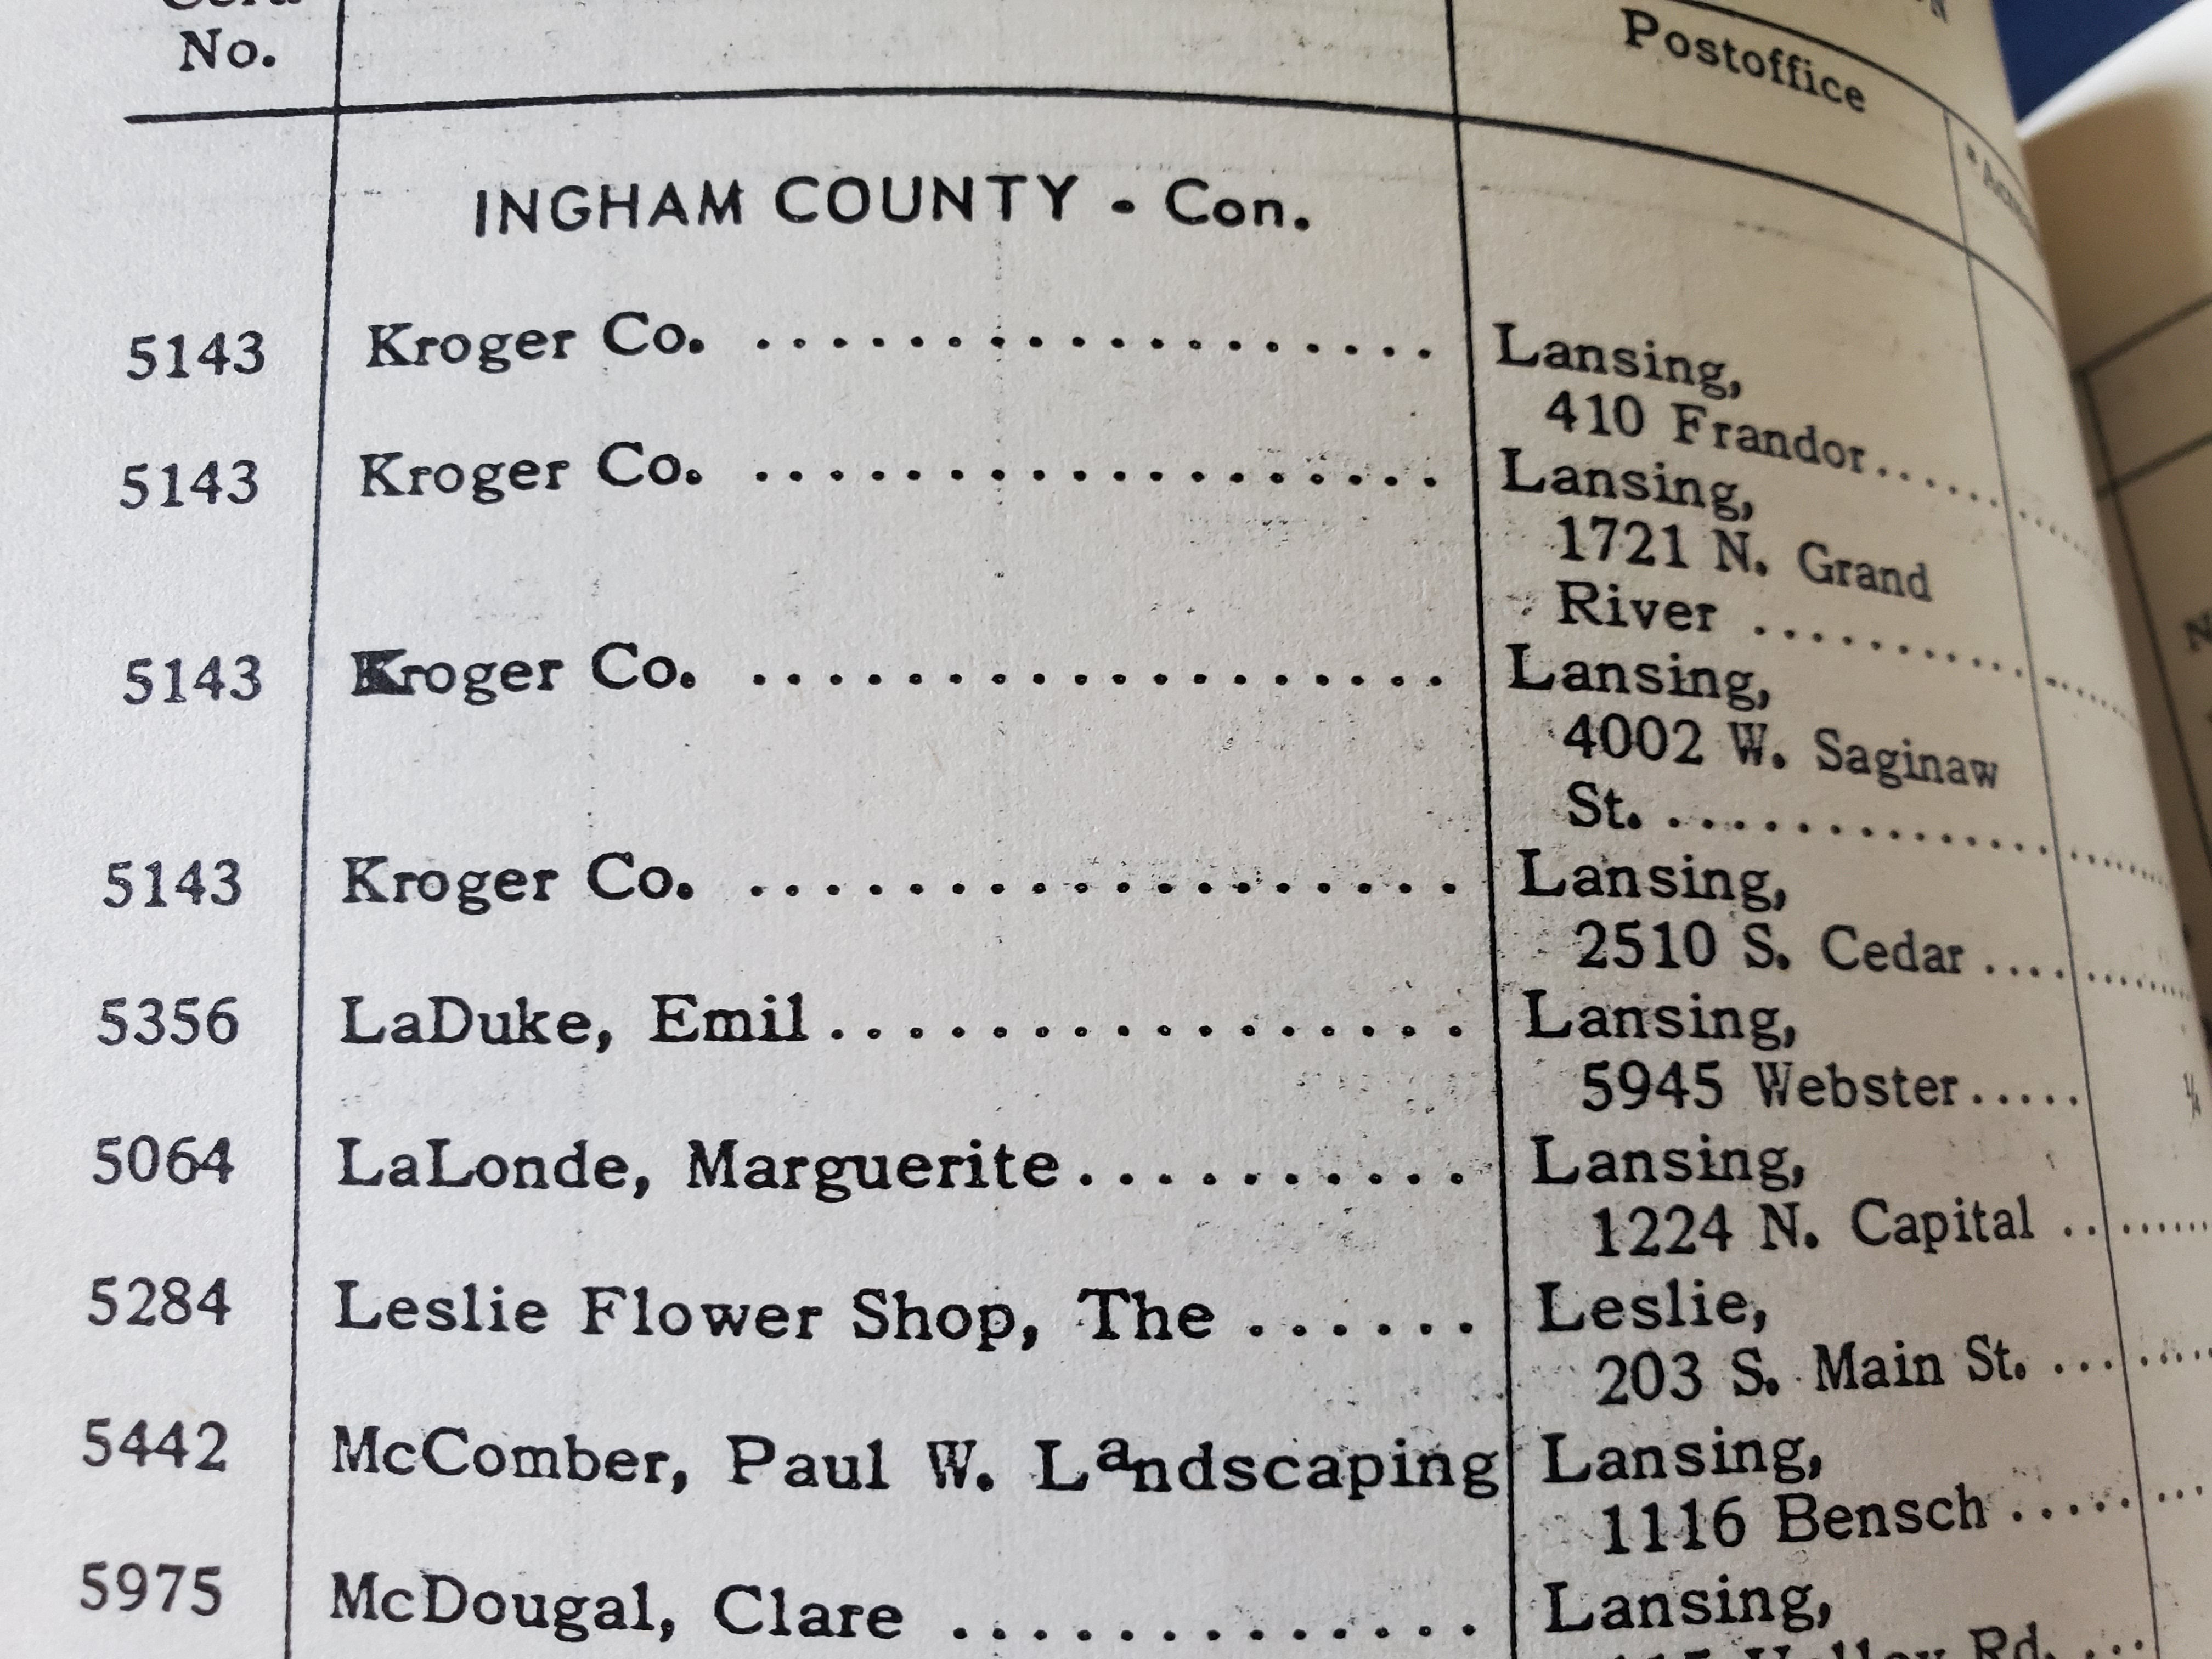 No.
Postoffice
INGHAM COUNTY - Con.
5143 Kroger Co. .................. Lansing,
410 Frandor......
5143 Kroger Co. .................. Lansing,
1721 N. Grand
River ..........
5143 Kroger Co. .................. Lansing,
4002 W. Saginaw
St. .............
5143 Kroger Co. .................. Lansing,
2510 S. Cedar ....
5356 LaDuke, Emil................ Lansing,
5945 Webster.....
5064 LaLonde, Marguerite.......... Lansing,
1224 N. Capital ..
5284 Leslie Flower Shop, The ...... Leslie,
203 S. Main St. ...
5442 McComber, Paul W. Landscaping Lansing,
1116 Bensch .....
5975 McDougal, Clare ............. Lansing,
Rd. ...